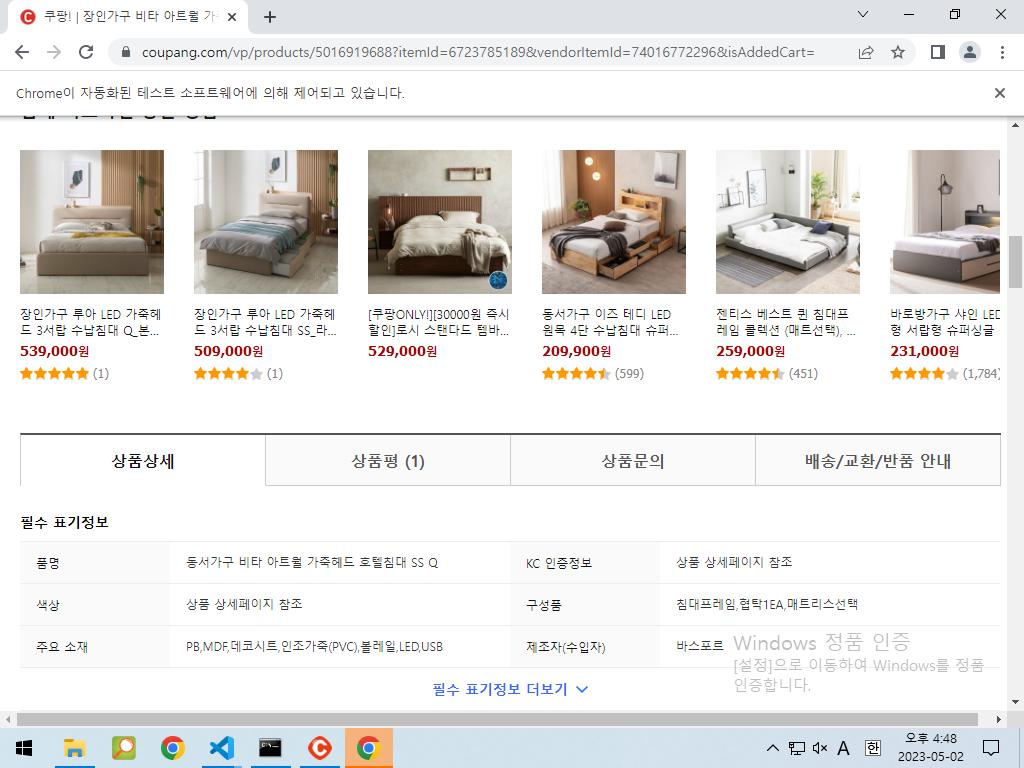 쿠팡! | 장인가구 비타 아트월 가
coupang.com/vp/products/5016919688?itemId=6723785189&vendorItemId=74016772296&isAddedCart=
Chrome이 자동화된 테스트 소프트웨어에 의해 제어되고 있습니다.
장인가구 루아 LED 가죽헤
드 3서랍 수납침대 Q_본...
539,000원
(1)
장인가구 루아 LED 가죽헤
드 3서랍 수납침대 SS_라...
509,000원
(1)
[쿠팡ONLY!][30000원 즉시
할인]로시 스탠다드 템바...
529,000원
동서가구 이즈 테디 LED
원목 4단 수납침대 슈퍼...
209,900원
(599)
젠티스 베스트 퀸 침대프
레임 콜렉션 (매트선택), ...
259,000원
(451)
바로방가구 샤인 LED
형 서랍형 슈퍼싱글
231,000원
(1,784)
상품상세
상품평 (1)
상품문의
배송/교환/반품 안내
필수 표기정보
품명
동서가구 비타 아트월 가죽헤드 호텔침대 SS Q
KC 인증정보
상품 상세페이지 참조
색상
상품 상세페이지 참조
구성품
침대프레임,협탁1EA,매트리스선택
주요 소재
PB,MDF,데코시트,인조가죽(PVC),볼레일,LED,USB
제조자(수입자)
바스포르
필수 표기정보 더보기
Windows 정품 인증
[설정]으로 이동하여 Windows를 정품
인증합니다.
A
한
오후 4:48
2023-05-02